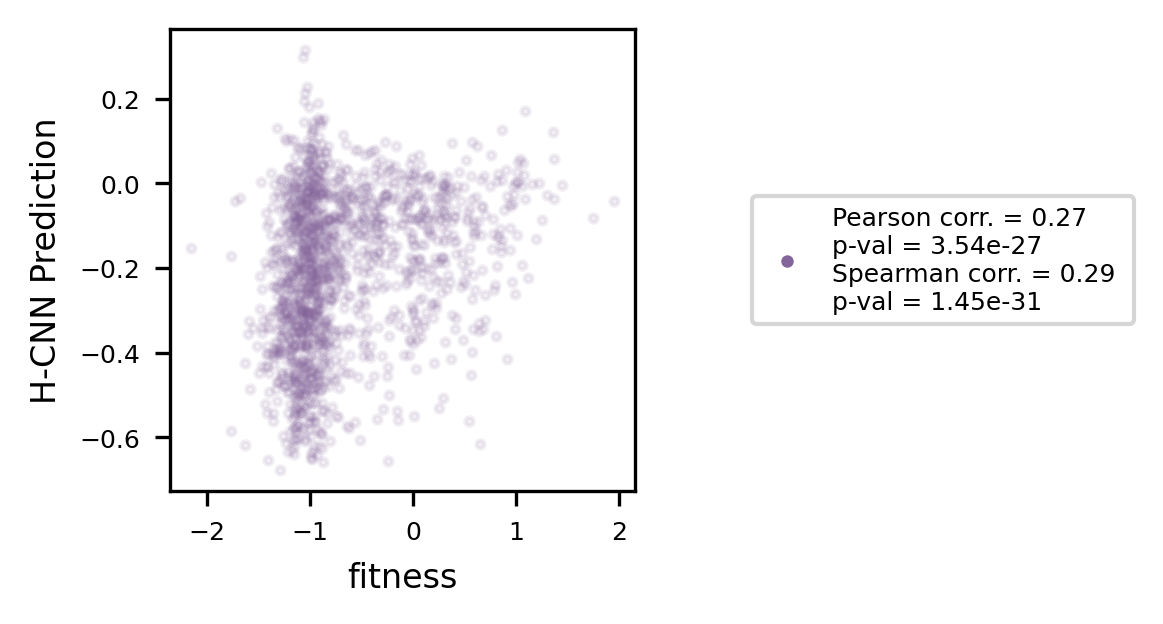 H-CNN Prediction
0.2
0.0
−0.2
−0.4
−0.6
−2
−1
0
1
2
fitness
Pearson corr. = 0.27
p-val = 3.54e-27
Spearman corr. = 0.29
p-val = 1.45e-31